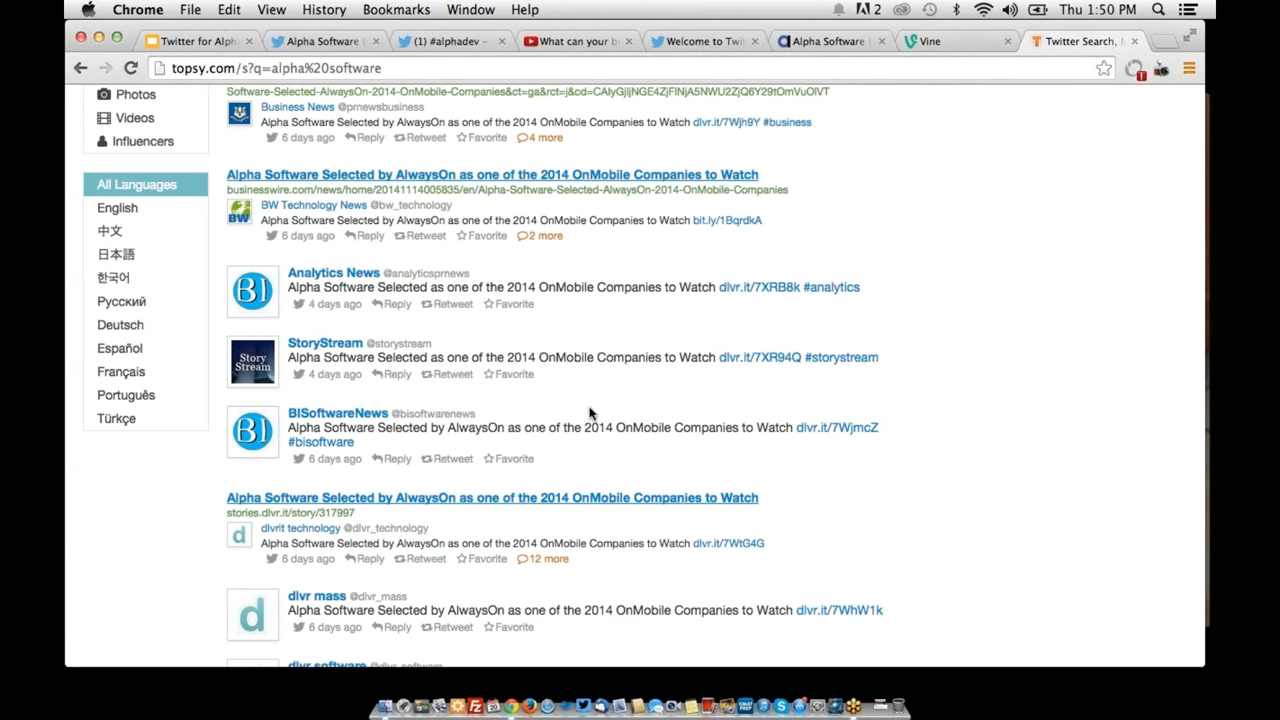 Chrome File Edit View History Bookmarks Window Help
2 Thu 1:50 PM
Twitter for Alph
Alpha Software
(1) #alphadev -
What can your b
Welcome to Twi
Alpha Software
Vine
Twitter Search,
topsy.com/s?q=alpha%20software
Photos
Videos
Influencers
All Languages
English
中文
日本語
한국어
Русский
Deutsch
Español
Français
Português
Türkçe
Business News @prnewsbusiness
Alpha Software Selected by AlwaysOn as one of the 2014 OnMobile Companies to Watch dlvr.it/7Wjh9Y #business
6 days ago Reply Retweet Favorite 4 more
Alpha Software Selected by AlwaysOn as one of the 2014 OnMobile Companies to Watch
businesswire.com/news/home/20141114005835/en/Alpha-Software-Selected-AlwaysOn-2014-OnMobile-Companies
BW Technology News @bw_technology
Alpha Software Selected by AlwaysOn as one of the 2014 OnMobile Companies to Watch bit.ly/1BqrdkA
6 days ago Reply Retweet Favorite 2 more
Analytics News @analyticsprnews
Alpha Software Selected as one of the 2014 OnMobile Companies to Watch dlvr.it/7XRB8k #analytics
4 days ago Reply Retweet Favorite
StoryStream @storystream
Alpha Software Selected as one of the 2014 OnMobile Companies to Watch dlvr.it/7XR94Q #storystream
4 days ago Reply Retweet Favorite
Story
Stream
BISoftwareNews @bisoftwarenews
Alpha Software Selected by AlwaysOn as one of the 2014 OnMobile Companies to Watch dlvr.it/7WjmcZ
#bisoftware
6 days ago Reply Retweet Favorite
Alpha Software Selected by AlwaysOn as one of the 2014 OnMobile Companies to Watch
stories.dlvr.it/story/317997
dlvrit technology @dlvr_technology
Alpha Software Selected by AlwaysOn as one of the 2014 OnMobile Companies to Watch dlvr.it/7WtG4G
6 days ago Reply Retweet Favorite 12 more
dlvr mass @dlvr_mass
Alpha Software Selected by AlwaysOn as one of the 2014 OnMobile Companies to Watch dlvr.it/7WhW1k
6 days ago Reply Retweet Favorite
dlvr software @dlvr_software